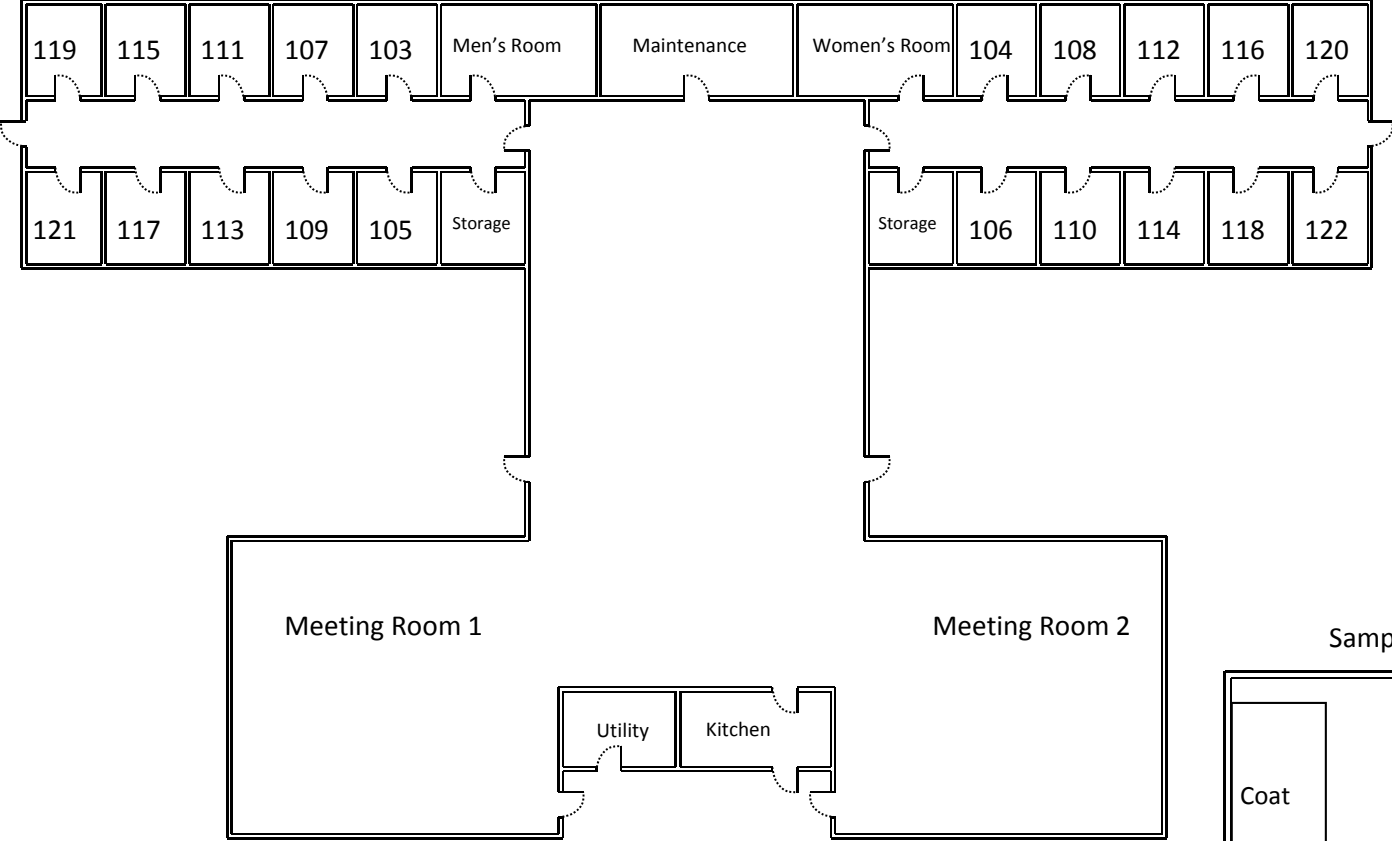 119 115 111 107 103 Men’s Room Maintenance Women’s Room 104 108 112 116 120
121 117 113 109 105 Storage Storage 106 110 114 118 122
Meeting Room 1 Meeting Room 2
Samp
Utility Kitchen
Coat